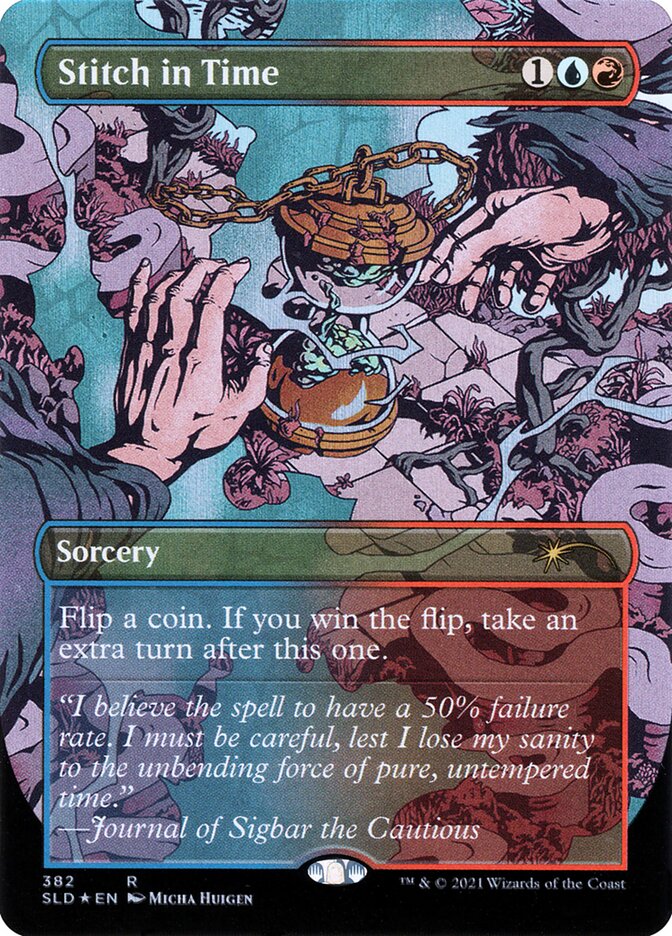 Stitch in Time
1
Sorcery
Flip a coin. If you win the flip, take an
extra turn after this one.
“I believe the spell to have a 50% failure
rate. I must be careful, lest I lose my sanity
to the unbending force of pure, untempered
time.”
—Journal of Sigbar the Cautious
382 R
SLD ★ EN Micha Huigen
™ & © 2021 Wizards of the Coast